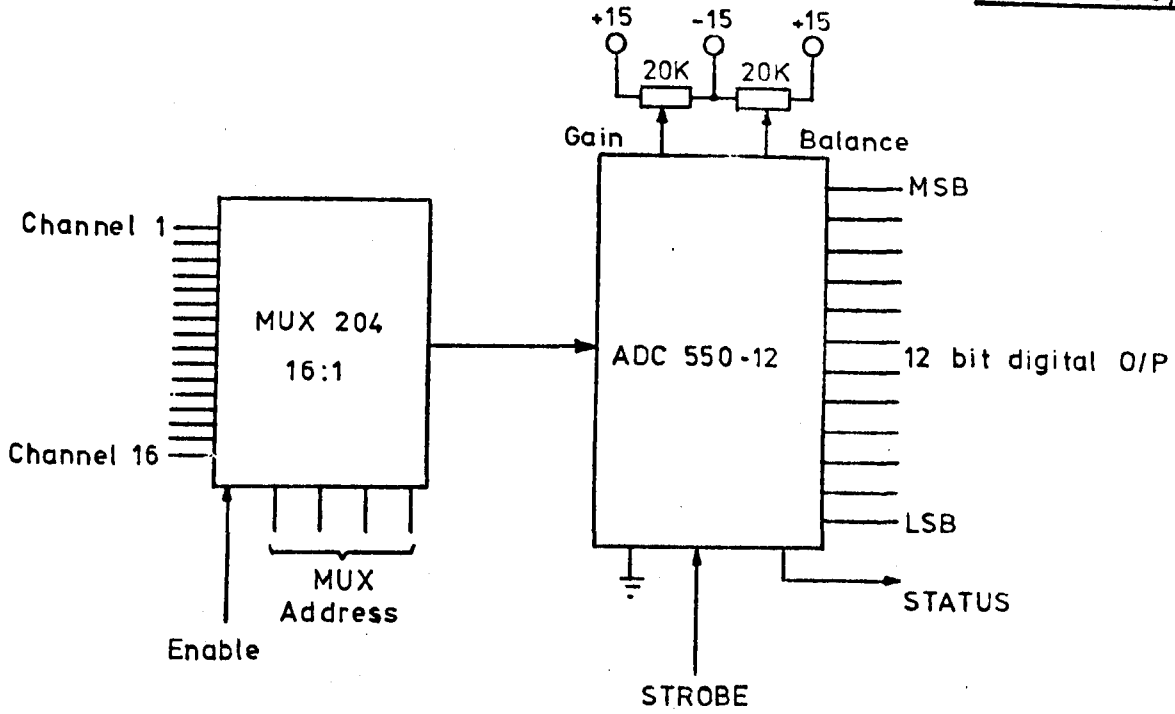 +15 -15 +15
20K 20K
Gain Balance
MSB
Channel 1
MUX 204
16:1
ADC 550-12
12 bit digital O/P
Channel 16
LSB
MUX
Address
STATUS
Enable
STROBE